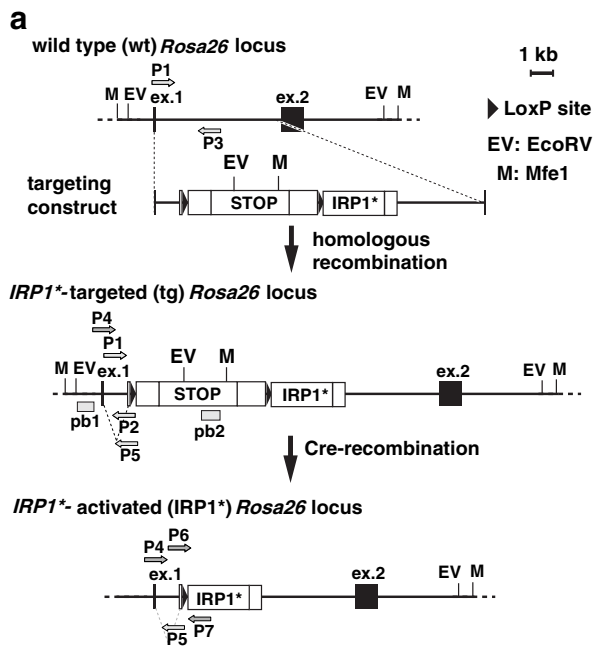 a
wild type (wt) Rosa26 locus
1 kb
P1
M EV ex.1 ex.2 EV M
LoxP site
P3
EV: EcoRV
M: Mfe1
EV M
targeting construct
STOP IRP1*
homologous recombination
IRP1*-targeted (tg) Rosa26 locus
P4
P1
M EV ex.1 EV M ex.2 EV M
STOP IRP1*
pb1 P2 pb2
P5
Cre-recombination
IRP1*- activated (IRP1*) Rosa26 locus
P6
P4
ex.1 ex.2 EV M
IRP1*
P5 P7